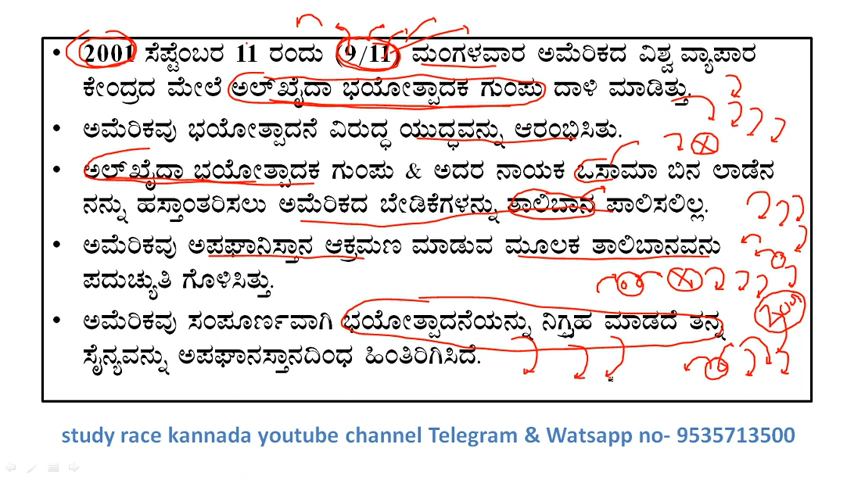 • 2001 ಸೆಪ್ಟೆಂಬರ 11 ರಂದು (9/11) ಮಂಗಳವಾರ ಅಮೆರಿಕದ ವಿಶ್ವ ವ್ಯಾಪಾರ
ಕೇಂದ್ರದ ಮೇಲೆ ಅಲ್‌ಖೈದಾ ಭಯೋತ್ಪಾದಕ ಗುಂಪು ದಾಳಿ ಮಾಡಿತ್ತು.
• ಅಮೆರಿಕವು ಭಯೋತ್ಪಾದನೆ ವಿರುದ್ಧ ಯುದ್ಧವನ್ನು ಆರಂಭಿಸಿತು.
• ಅಲ್‌ಖೈದಾ ಭಯೋತ್ಪಾದಕ ಗುಂಪು & ಅದರ ನಾಯಕ ಒಸಾಮಾ ಬಿನ ಲಾಡೆನ
ನನ್ನು ಹಸ್ತಾಂತರಿಸಲು ಅಮೆರಿಕದ ಬೇಡಿಕೆಗಳನ್ನು ತಾಲಿಬಾನ ಪಾಲಿಸಲಿಲ್ಲ.
• ಅಮೆರಿಕವು ಅಪಘಾನಿಸ್ತಾನ ಆಕ್ರಮಣ ಮಾಡುವ ಮೂಲಕ ತಾಲಿಬಾನವನು
ಪದುಚ್ಯುತಿ ಗೊಳಿಸಿತ್ತು.
• ಅಮೆರಿಕವು ಸಂಪೂರ್ಣವಾಗಿ ಭಯೋತ್ಪಾದನೆಯನ್ನು ನಿಗ್ರಹ ಮಾಡದೆ ತನ್ನ
ಸೈನ್ಯವನ್ನು ಅಪಘಾನಸ್ತಾನದಿಂಧ ಹಿಂತಿರಿಗಿಸಿದೆ.
study race kannada youtube channel Telegram & Watsapp no- 9535713500